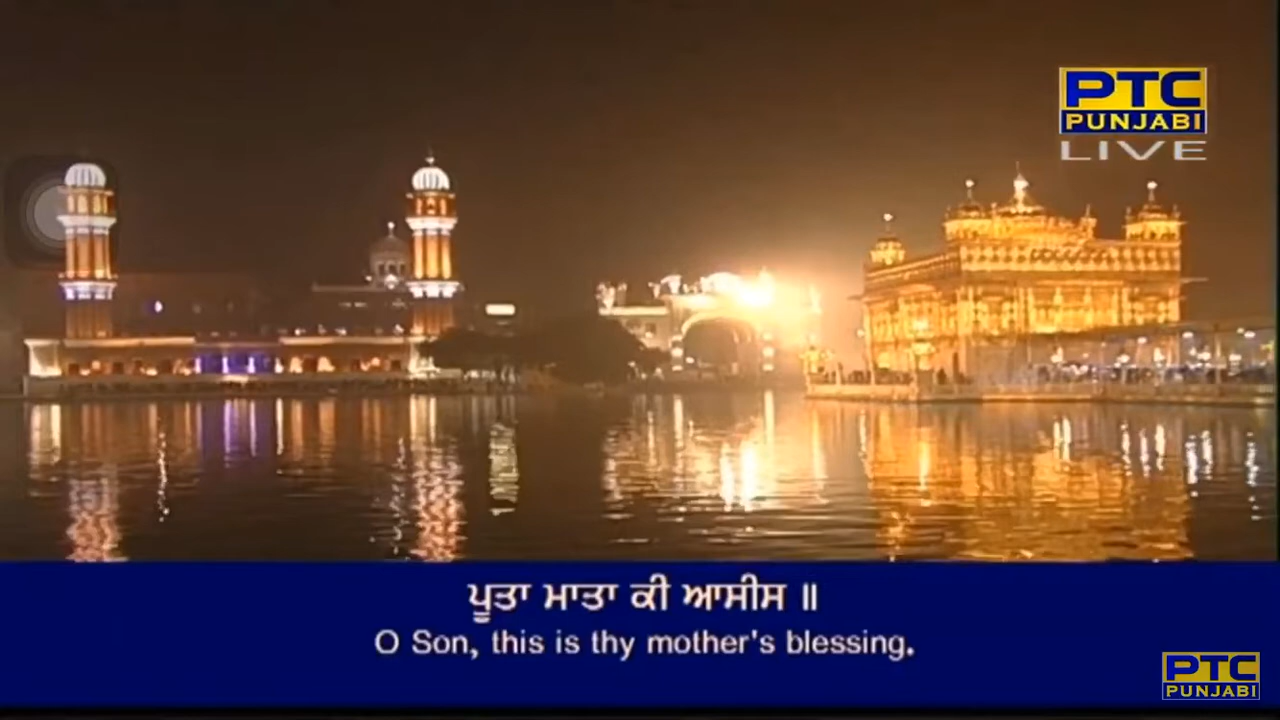 PTC
PUNJABI
LIVE
ਪੂਤਾ ਮਾਤਾ ਕੀ ਆਸੀਸ ॥
O Son, this is thy mother's blessing.
PTC
PUNJABI